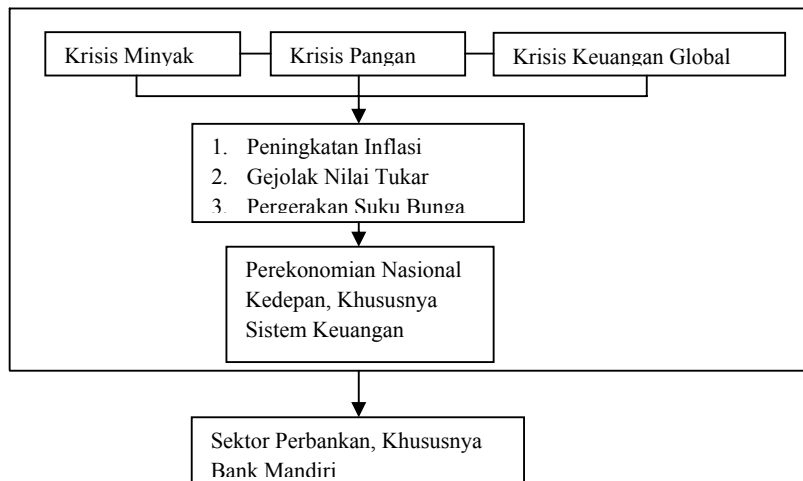 Krisis Minyak
Krisis Pangan
Krisis Keuangan Global
1. Peningkatan Inflasi
2. Gejolak Nilai Tukar
3. Pergerakan Suku Bunga
Perekonomian Nasional
Kedepan, Khususnya
Sistem Keuangan
Sektor Perbankan, Khususnya
Bank Mandiri